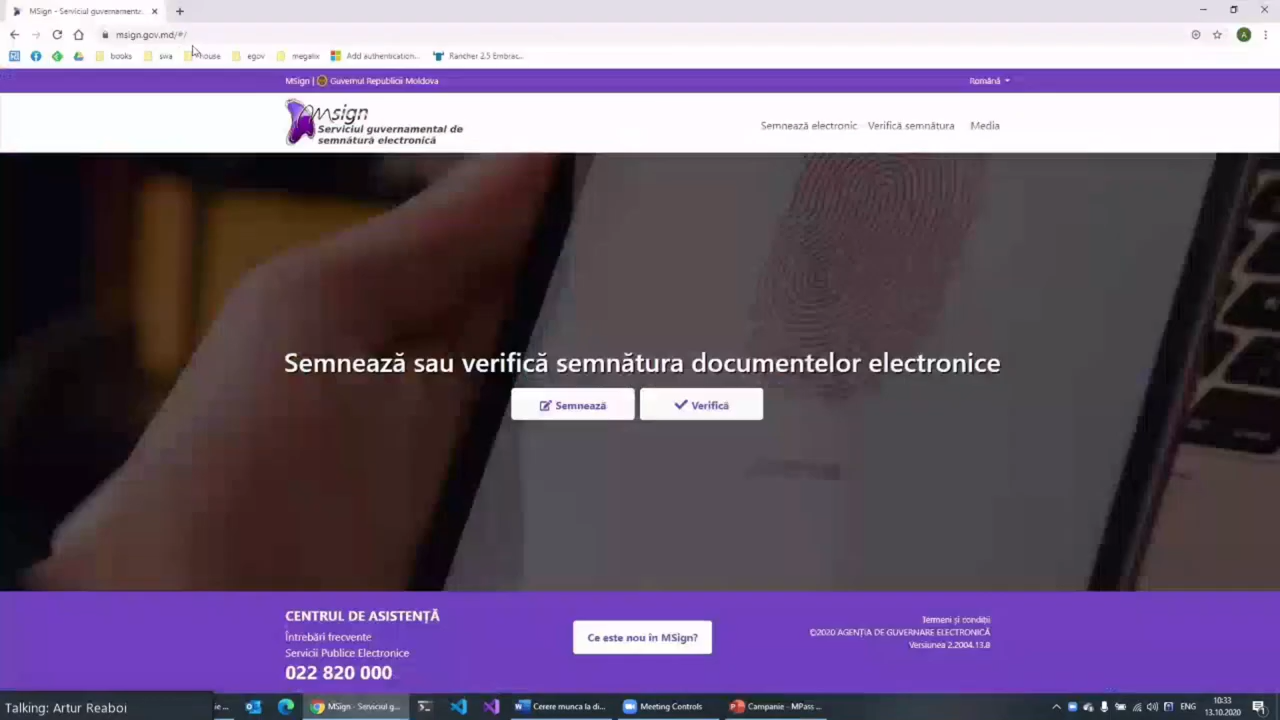 MSign - Serviciul guvernamenta
msign.gov.md/#/
A
books
swa
house
egov
megatix
Add authentication...
Rancher 2.5 Embrac...
MSign | Guvernul Republicii Moldova
Română
Msign
Serviciul guvernamental de
semnătură electronică
Semnează electronic
Verifică semnătura
Media
Semnează sau verifică semnătura documentelor electronice
Semnează
Verifică
CENTRUL DE ASISTENȚĂ
Întrebări frecvente
Servicii Publice Electronice
022 820 000
Ce este nou în MSign?
Termeni și condiții
©2020 AGENȚIA DE GUVERNARE ELECTRONICĂ
Versiunea 2.2004.13.8
Talking: Artur Reaboi
MSign - Serviciul g...
Cerere munca la di...
Meeting Controls
Campanie - MPass ...
ENG
10:33
13.10.2020